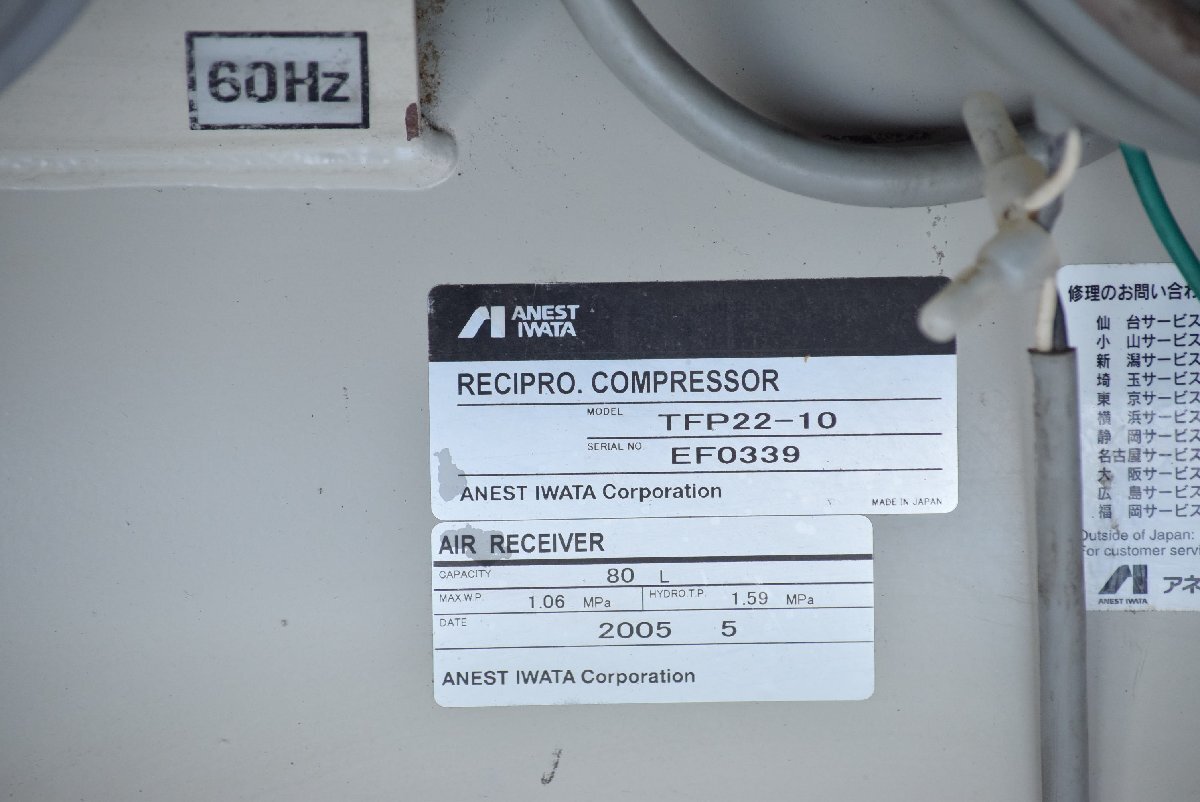 60Hz
ANEST
IWATA
RECIPRO. COMPRESSOR
MODEL TFP22-10
SERIAL NO. EF0339
ANEST IWATA Corporation
MADE IN JAPAN
AIR RECEIVER
CAPACITY 80 L
MAX.W.P. 1.06 MPa HYDRO.T.P. 1.59 MPa
DATE 2005 5
ANEST IWATA Corporation
修理のお問い合わ
仙 台サービス
小 山サービス
新 潟サービス
埼 玉サービス
東 京サービス
横 浜サービス
静 岡サービス
名古屋サービス
大 阪サービス
広 島サービス
福 岡サービス
Outside of Japan:
For customer servi
ANEST IWATA
アネ